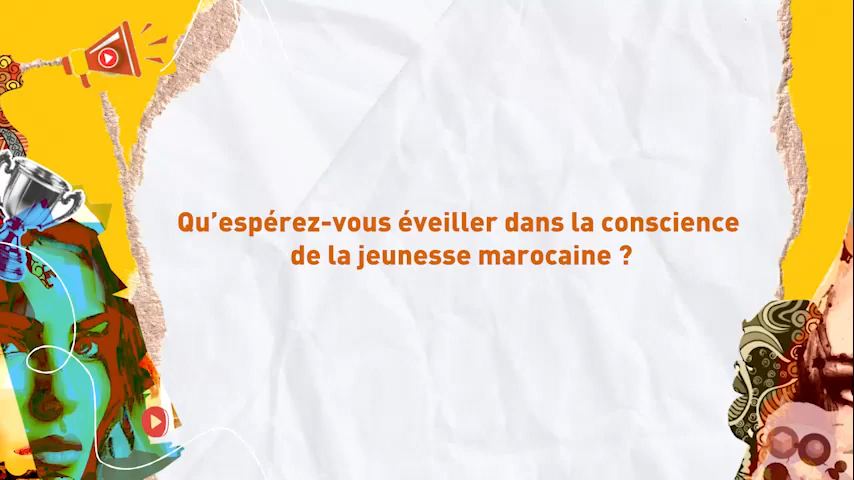 Qu’espérez-vous éveiller dans la conscience
de la jeunesse marocaine ?